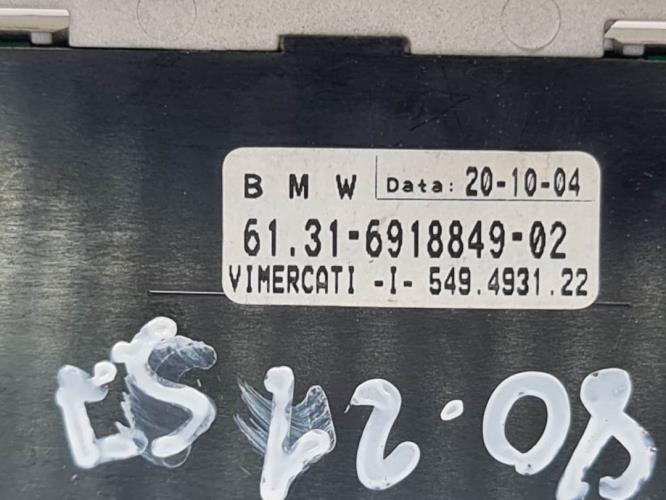 B M W Data: 20-10-04
61.31-6918849-02
VIMERCATI -I- 549.4931.22